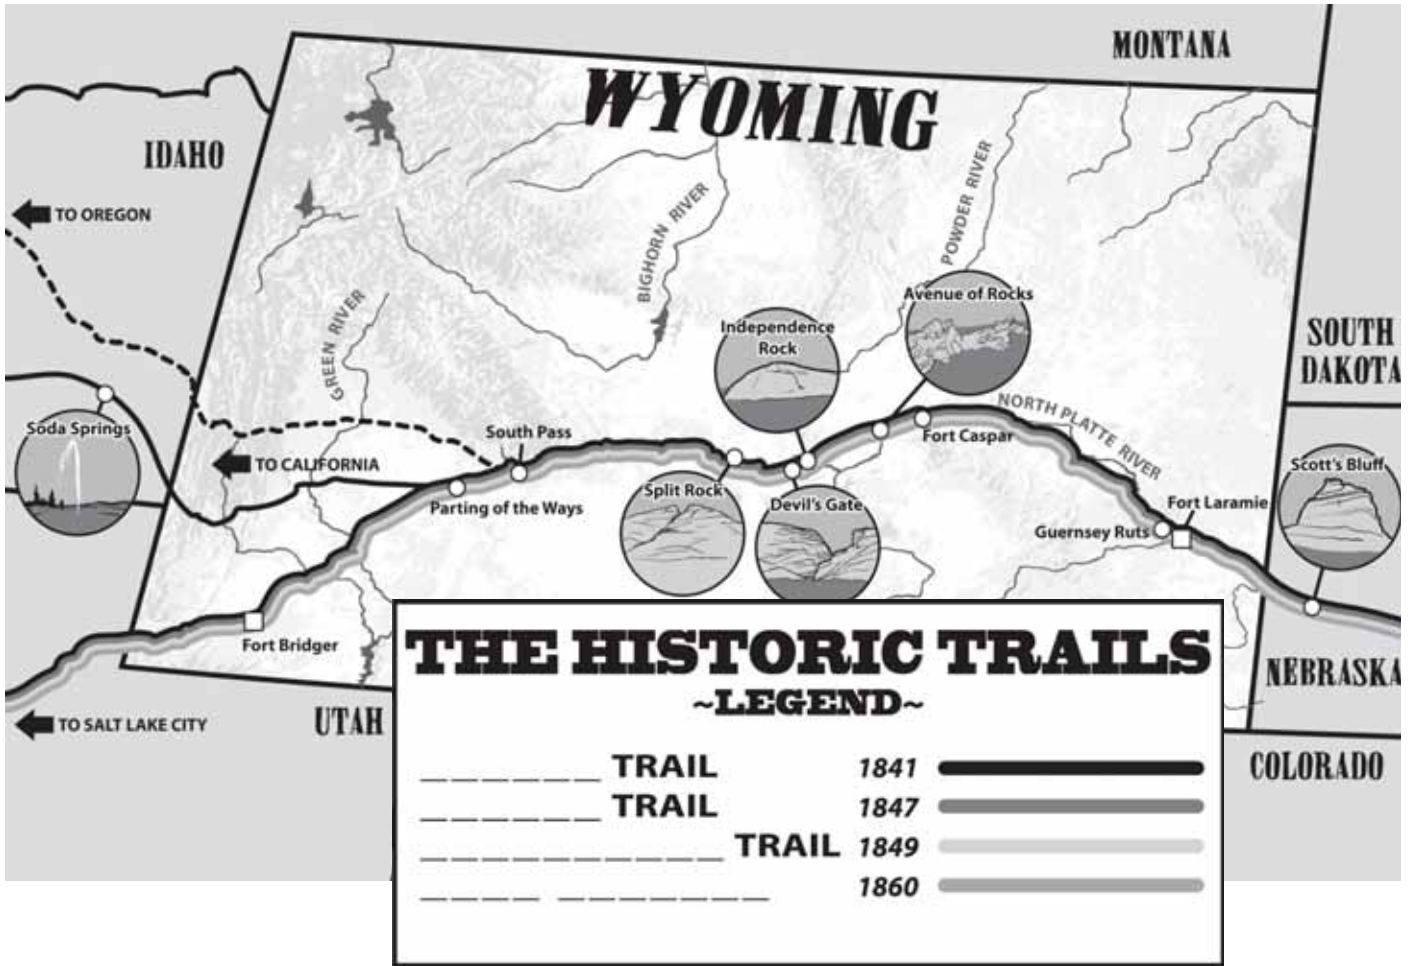 MONTANA
WYOMING
IDAHO
TO OREGON
POWDER RIVER
BIGHORN RIVER
GREEN RIVER
Avenue of Rocks
Independence
Rock
SOUTH
DAKOTA
NORTH PLATTE RIVER
Soda Springs
South Pass
Fort Caspar
TO CALIFORNIA
Scott's Bluff
Split Rock
Devil's Gate
Fort Laramie
Parting of the Ways
Guernsey Ruts
Fort Bridger
NEBRASKA
TO SALT LAKE CITY
UTAH
COLORADO
THE HISTORIC TRAILS
~LEGEND~
_ _ _ _ _ _ TRAIL 1841
_ _ _ _ _ _ TRAIL 1847
_ _ _ _ _ _ _ _ _ _ TRAIL 1849
_ _ _ _ _ _ _ _ _ _ _ 1860